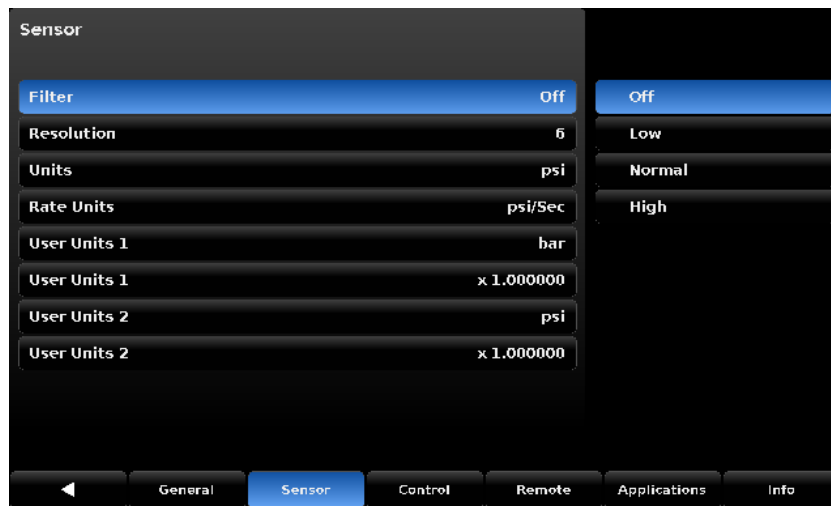 Sensor
Filter Off
Resolution 6
Units psi
Rate Units psi/Sec
User Units 1 bar
User Units 1 x 1.000000
User Units 2 psi
User Units 2 x 1.000000
Off
Low
Normal
High
General Sensor Control Remote Applications Info